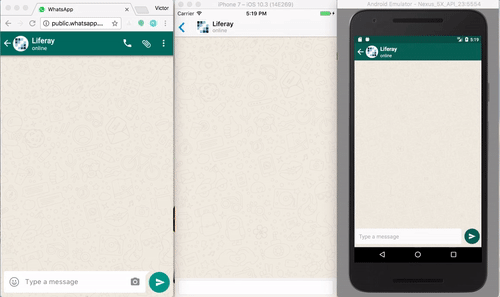 WhatsApp
Victor
public.whatsapp....
Liferay
online
Type a message
iPhone 7 – iOS 10.3 (14E269)
Carrier
5:19 PM
Liferay
online
Android Emulator - Nexus_5X_API_23:5554
5:19
Liferay
online
Type a message